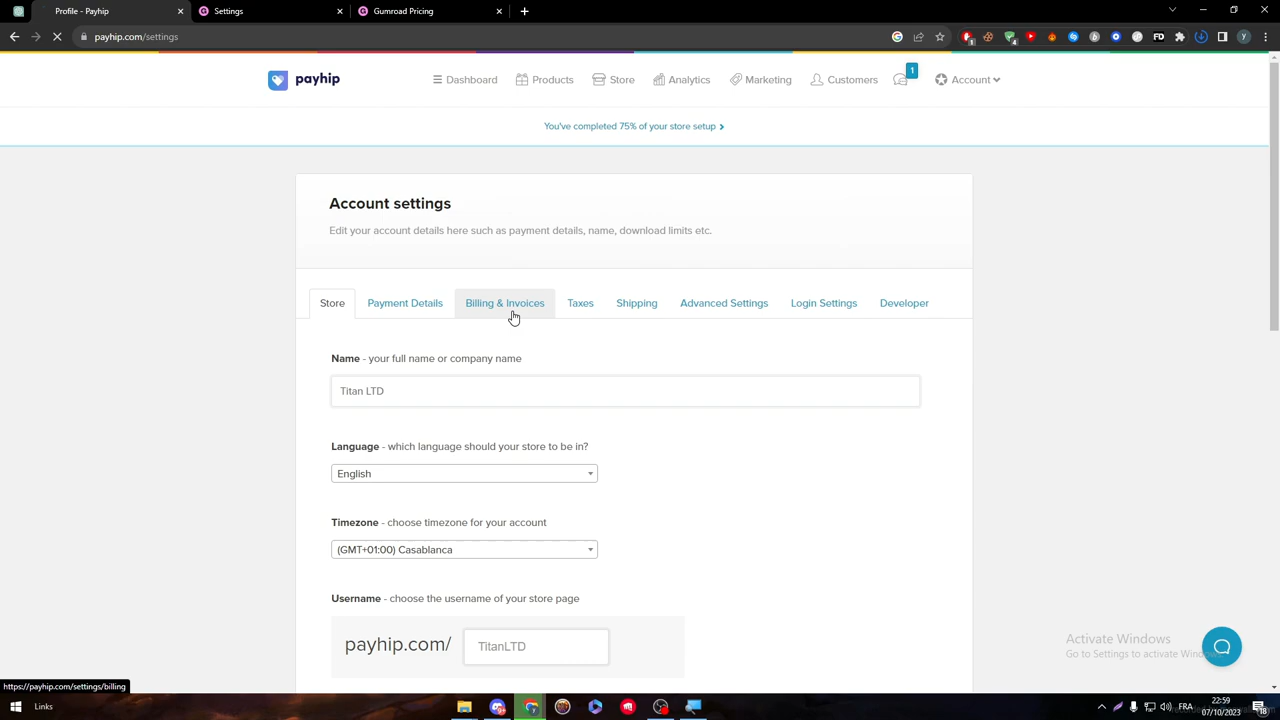 Profile - Payhip
Settings
Gumroad Pricing
payhip.com/settings
payhip
Dashboard
Products
Store
Analytics
Marketing
Customers
1
Account
You've completed 75% of your store setup
Account settings
Edit your account details here such as payment details, name, download limits etc.
Store
Payment Details
Billing & Invoices
Taxes
Shipping
Advanced Settings
Login Settings
Developer
Name - your full name or company name
Titan LTD
Language - which language should your store to be in?
English
Timezone - choose timezone for your account
(GMT+01:00) Casablanca
Username - choose the username of your store page
payhip.com/
TitanLTD
Activate Windows
Go to Settings to activate Windows.
https://payhip.com/settings/billing
Links
FRA
22:59
07/10/2023
18